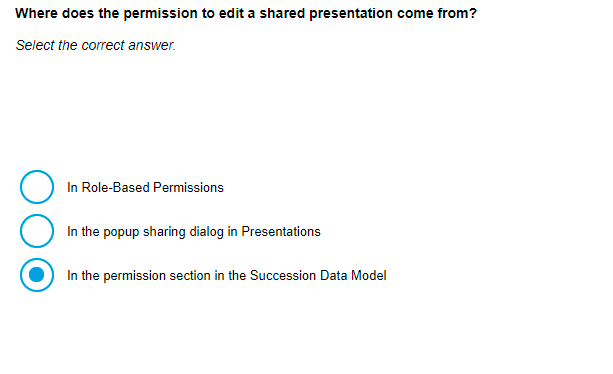 Where does the permission to edit a shared presentation come from?
Select the correct answer.
In Role-Based Permissions
In the popup sharing dialog in Presentations
In the permission section in the Succession Data Model